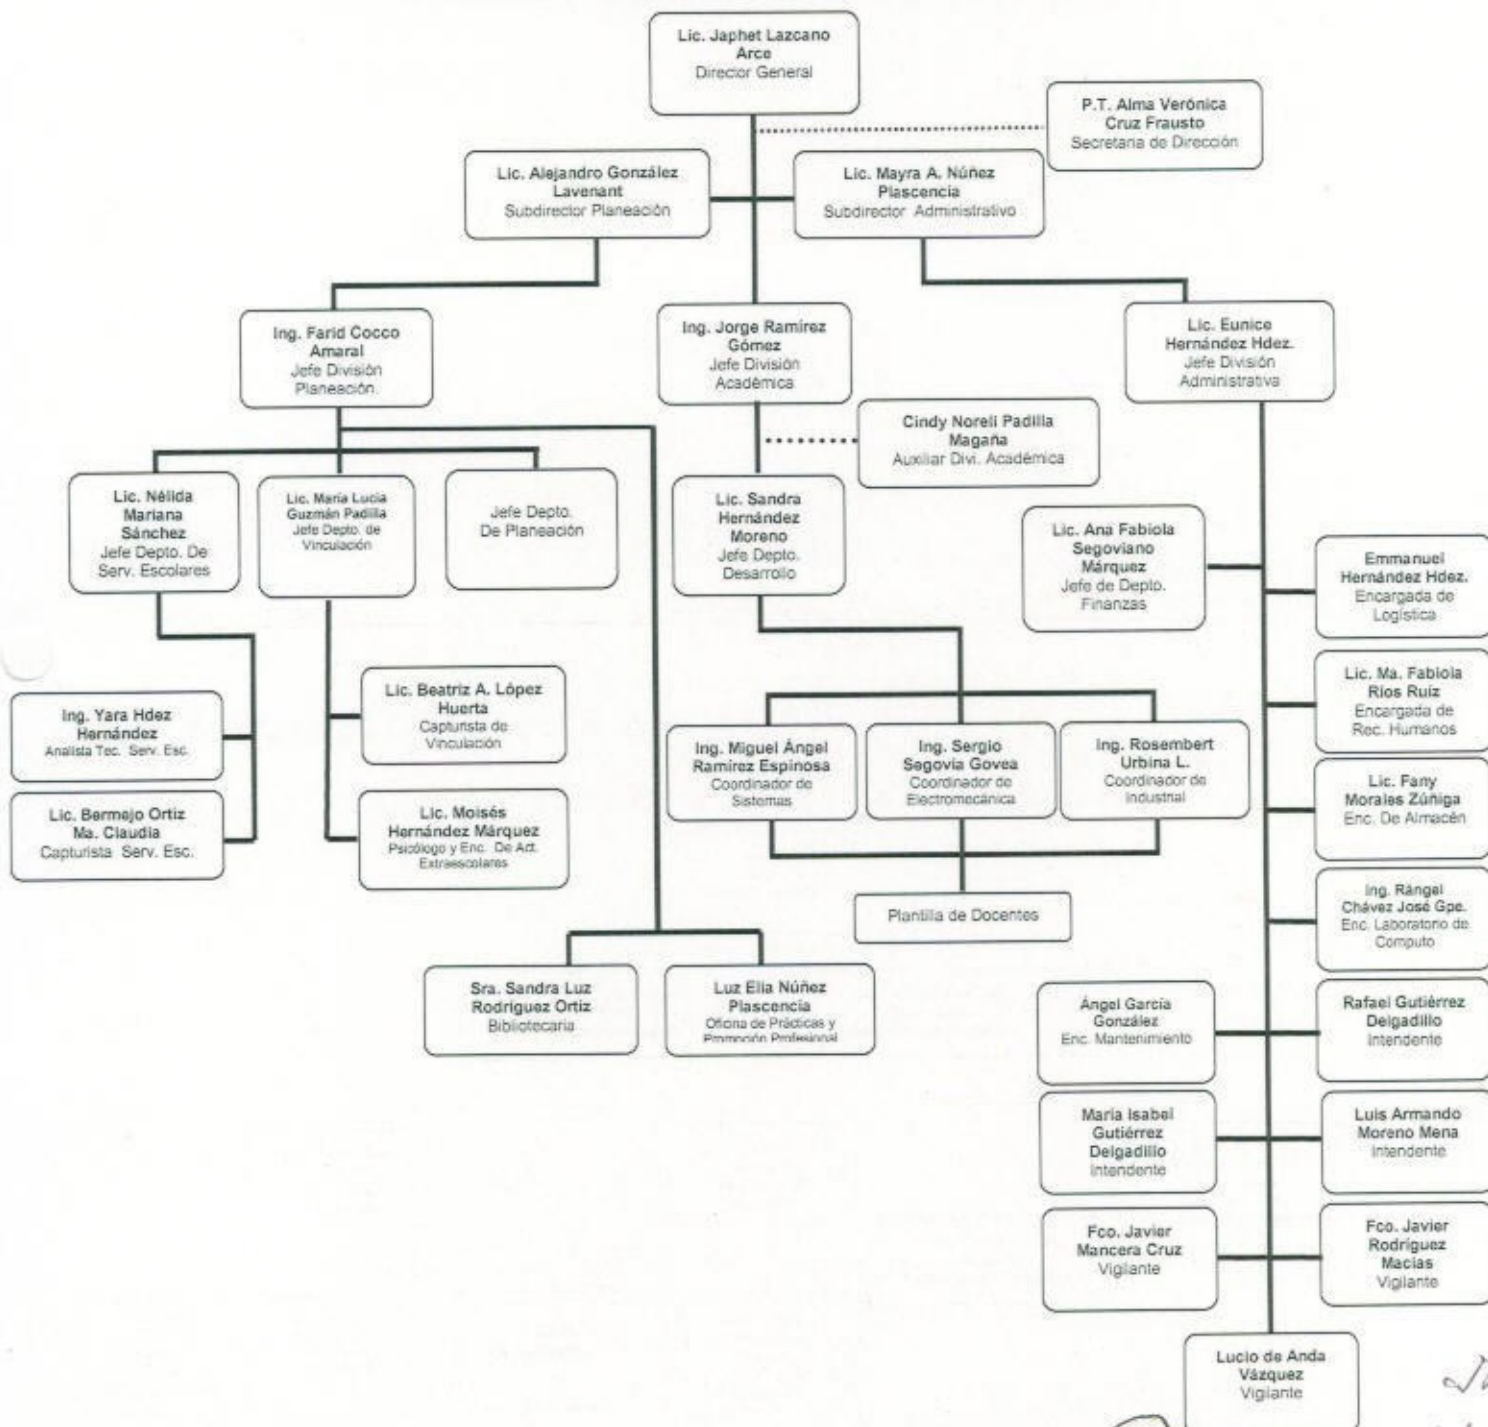 Lic. Japhet Lazcano
Arce
Director General
P.T. Alma Verónica
Cruz Frausto
Secretaria de Dirección
Lic. Alejandro González
Lavenant
Subdirector Planeación
Lic. Mayra A. Núñez
Plascencia
Subdirector Administrativo
Ing. Farid Cocco
Amaral
Jefe División
Planeación.
Ing. Jorge Ramírez
Gómez
Jefe División
Académica
Lic. Eunice
Hernández Hdez.
Jefe División
Administrativa
Cindy Noreli Padilla
Magaña
Auxiliar Divi. Académica
Lic. Nélida
Mariana
Sánchez
Jefe Depto. De
Serv. Escolares
Lic. María Lucia
Guzmán Padilla
Jefe Depto. de
Vinculación
Jefe Depto.
De Planeación
Lic. Sandra
Hernández
Moreno
Jefe Depto.
Desarrollo
Lic. Ana Fabiola
Segoviano
Márquez
Jefe de Depto.
Finanzas
Emmanuel
Hernández Hdez.
Encargada de
Logística
Lic. Ma. Fabiola
Ríos Ruíz
Encargada de
Rec. Humanos
Ing. Yara Hdez
Hernández
Analista Tec. Serv. Esc.
Lic. Beatriz A. López
Huerta
Capturista de
Vinculación
Ing. Miguel Ángel
Ramírez Espinosa
Coordinador de
Sistemas
Ing. Sergio
Segovia Govea
Coordinador de
Electromecánica
Ing. Rosembert
Urbina L.
Coordinador de
Industrial
Lic. Fany
Morales Zúñiga
Enc. De Almacén
Lic. Bermejo Ortiz
Ma. Claudia
Capturista Serv. Esc.
Lic. Moisés
Hernández Márquez
Psicólogo y Enc. De Act.
Extraescolares
Plantilla de Docentes
Ing. Rángel
Chávez José Gpe.
Enc. Laboratorio de
Computo
Sra. Sandra Luz
Rodríguez Ortiz
Bibliotecaria
Luz Elia Núñez
Plascencia
Oficina de Prácticas y
Promoción Profesional
Ángel García
González
Enc. Mantenimiento
Rafael Gutiérrez
Delgadillo
Intendente
María Isabel
Gutiérrez
Delgadillo
Intendente
Luis Armando
Moreno Mena
Intendente
Fco. Javier
Mancera Cruz
Vigilante
Fco. Javier
Rodríguez
Macias
Vigilante
Lucio de Anda
Vázquez
Vigilante